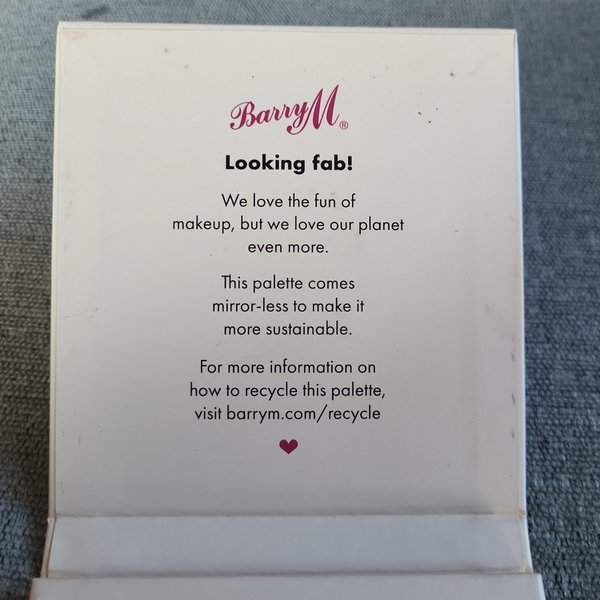 BarryM®
Looking fab!
We love the fun of
makeup, but we love our planet
even more.
This palette comes
mirror-less to make it
more sustainable.
For more information on
how to recycle this palette,
visit barrym.com/recycle